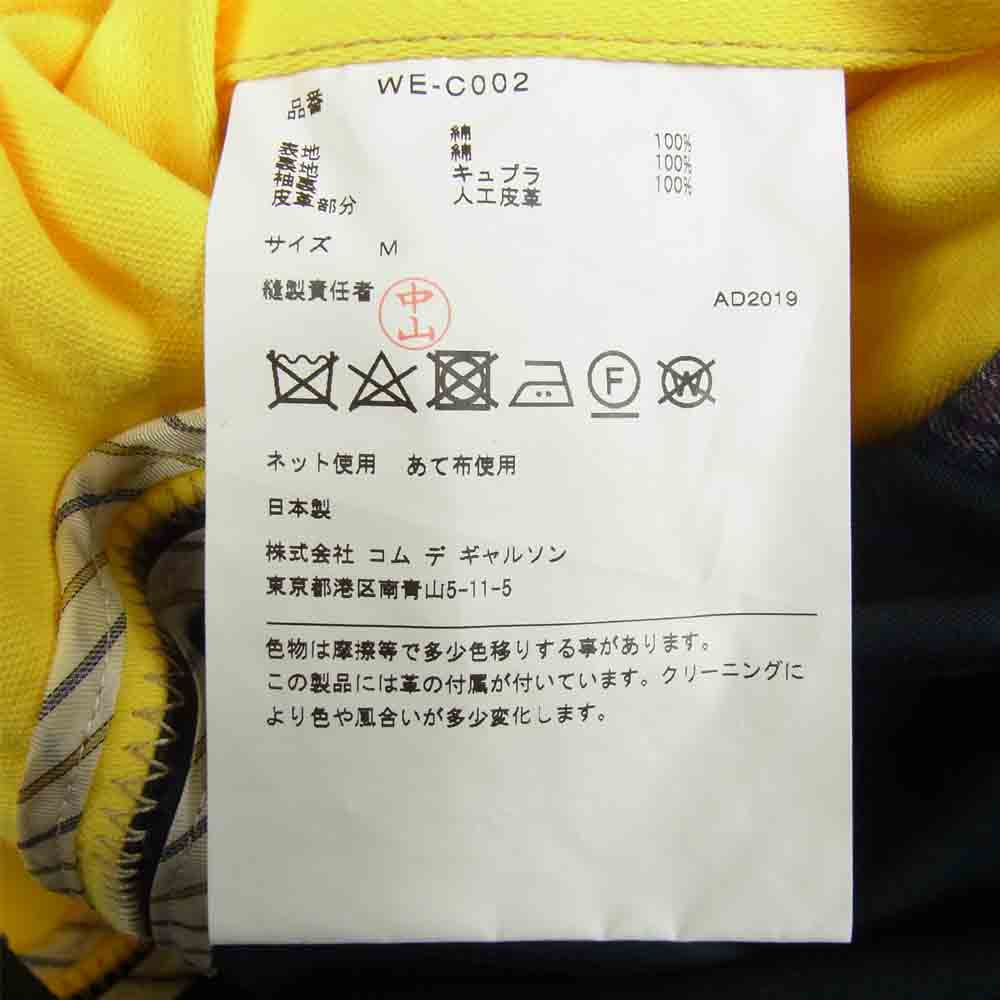 品番 WE-C002
表地 綿 100%
裏地 綿 100%
袖裏 キュプラ 100%
皮革部分 人工皮革
サイズ M
縫製責任者 中山 AD2019
F W
ネット使用 あて布使用
日本製
株式会社 コム デ ギャルソン
東京都港区南青山5-11-5
色物は摩擦等で多少色移りする事があります。
この製品には革の付属が付いています。クリーニングに
より色や風合いが多少変化します。